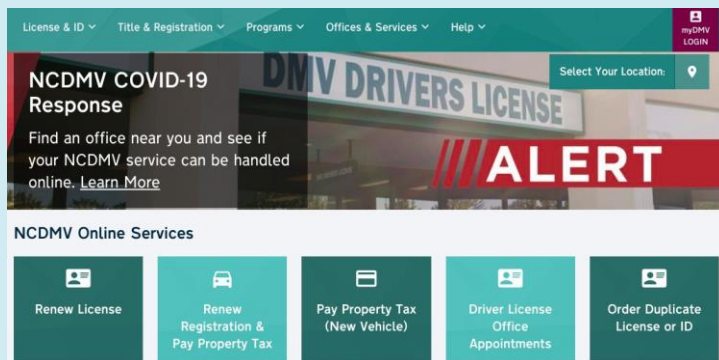 License & ID
Title & Registration
Programs
Offices & Services
Help
myDMV
LOGIN
Select Your Location:
NCDMV COVID-19
Response
Find an office near you and see if
your NCDMV service can be handled
online. Learn More
DMV DRIVERS LICENSE
ALERT
NCDMV Online Services
Renew License
Renew
Registration &
Pay Property Tax
Pay Property Tax
(New Vehicle)
Driver License
Office
Appointments
Order Duplicate
License or ID